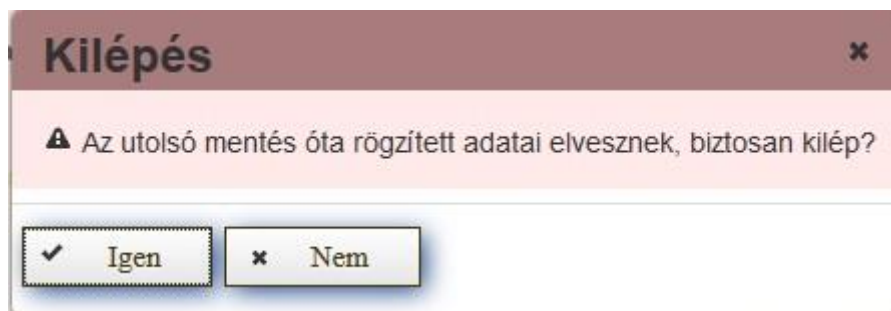 Kilépés
Az utolsó mentés óta rögzített adatai elvesznek, biztosan kilép?
Igen
Nem